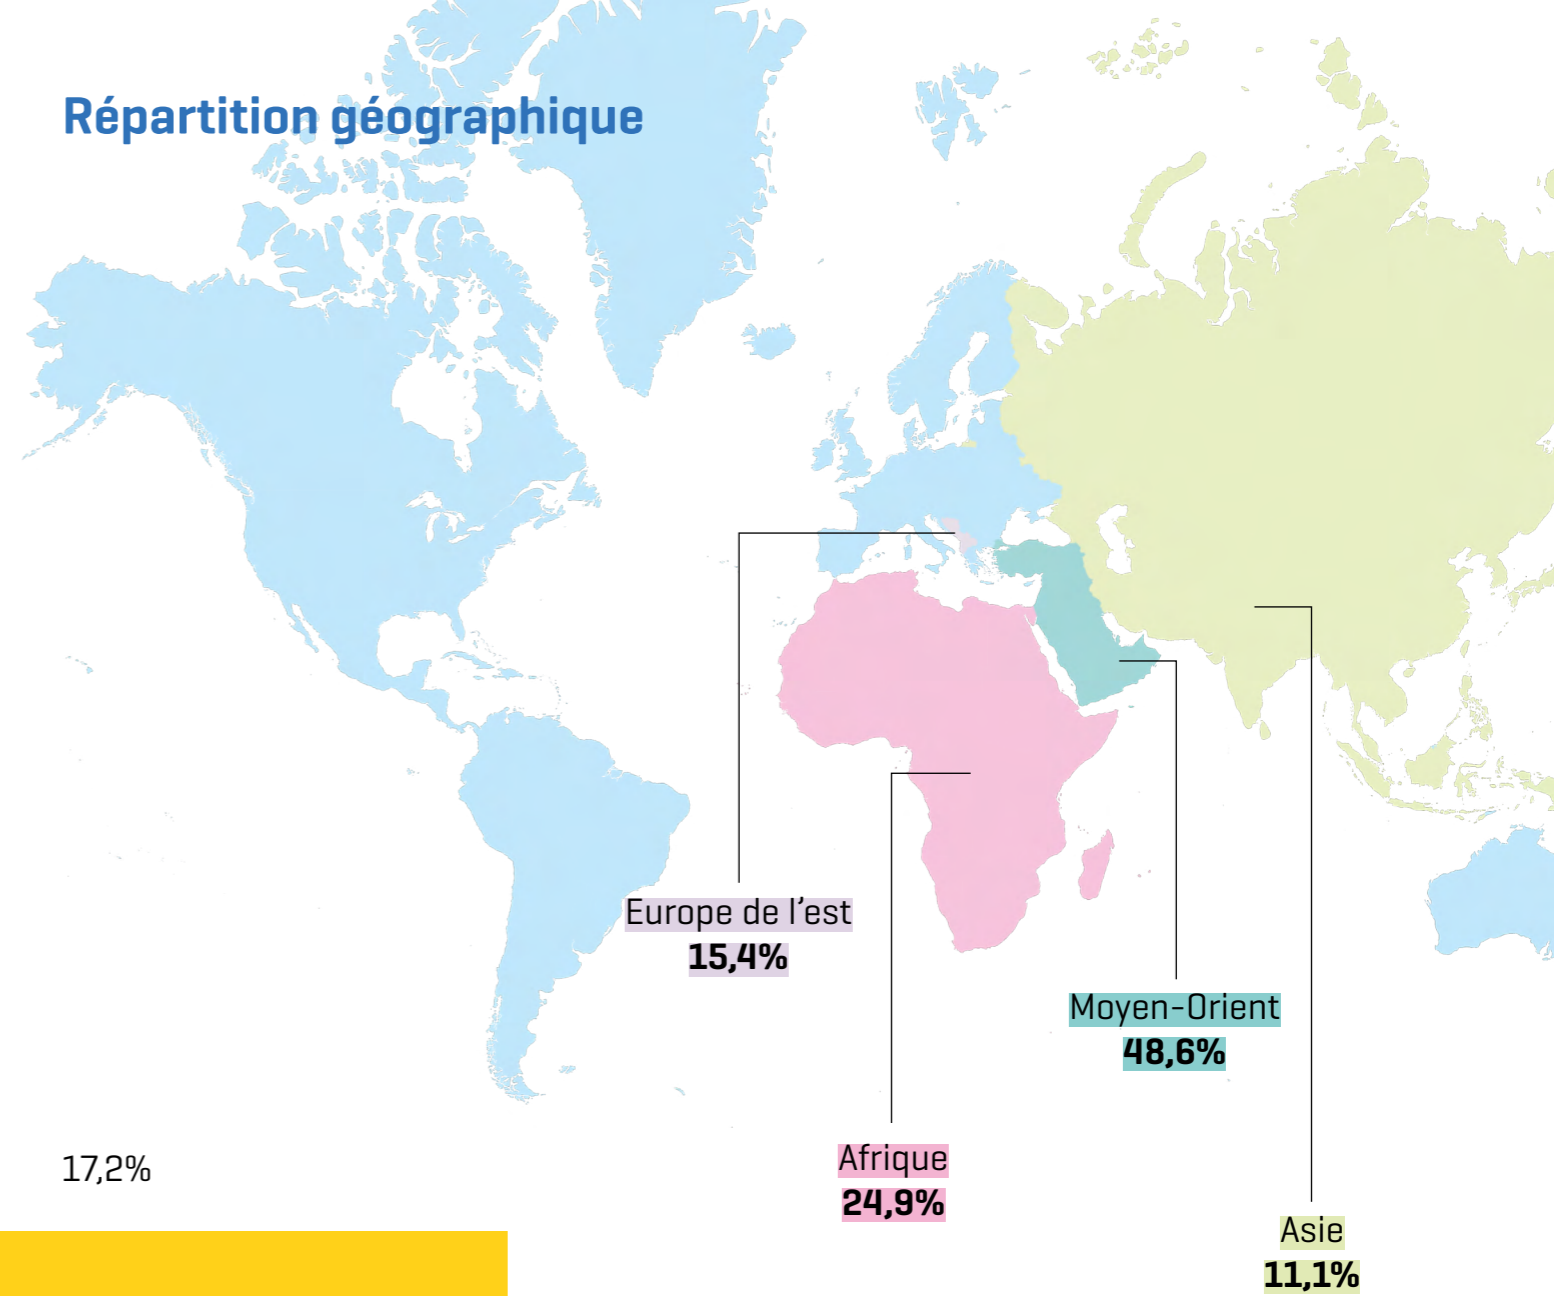 Répartition géographique
Europe de l'est
15,4%
Moyen-Orient
48,6%
Afrique
24,9%
17,2%
Asie
11,1%